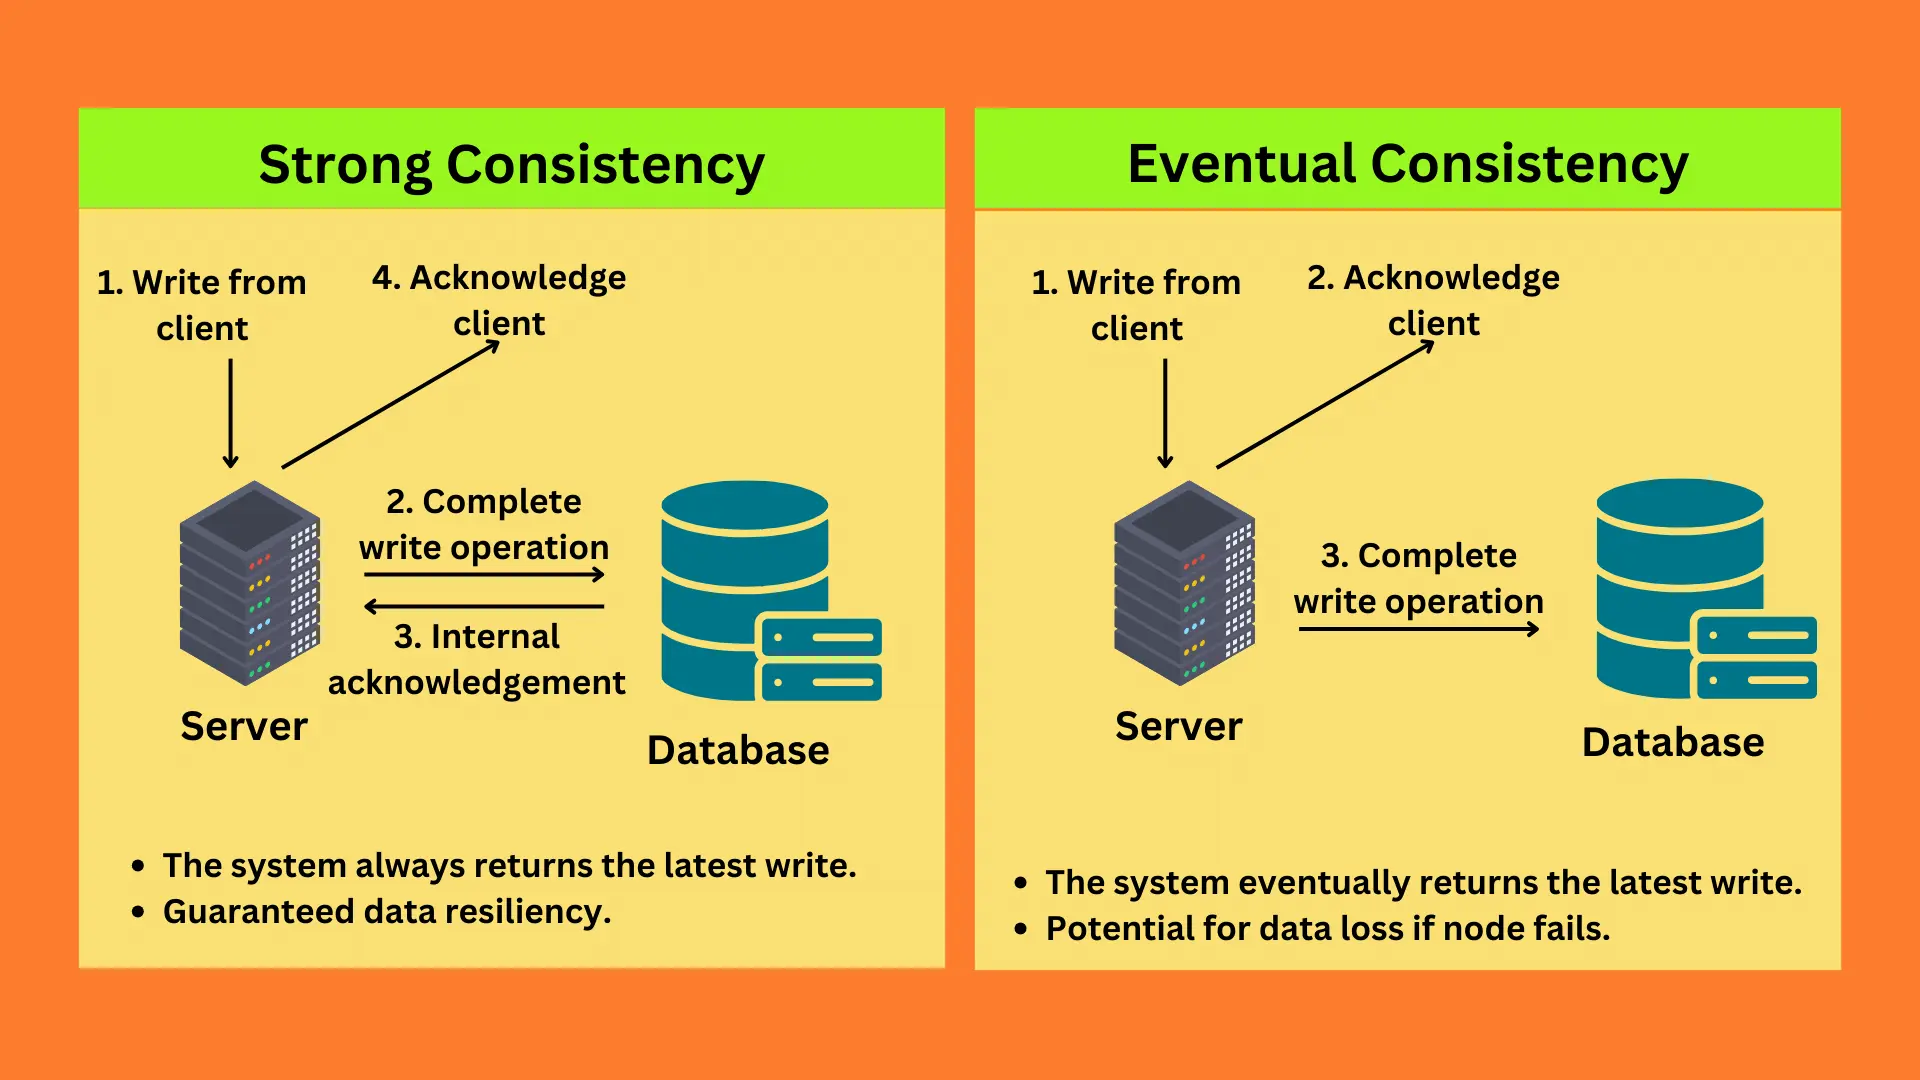 Strong Consistency
1. Write from
client
4. Acknowledge
client
2. Complete
write operation
3. Internal
acknowledgement
Server
Database
• The system always returns the latest write.
• Guaranteed data resiliency.
Eventual Consistency
1. Write from
client
2. Acknowledge
client
3. Complete
write operation
Server
Database
• The system eventually returns the latest write.
• Potential for data loss if node fails.